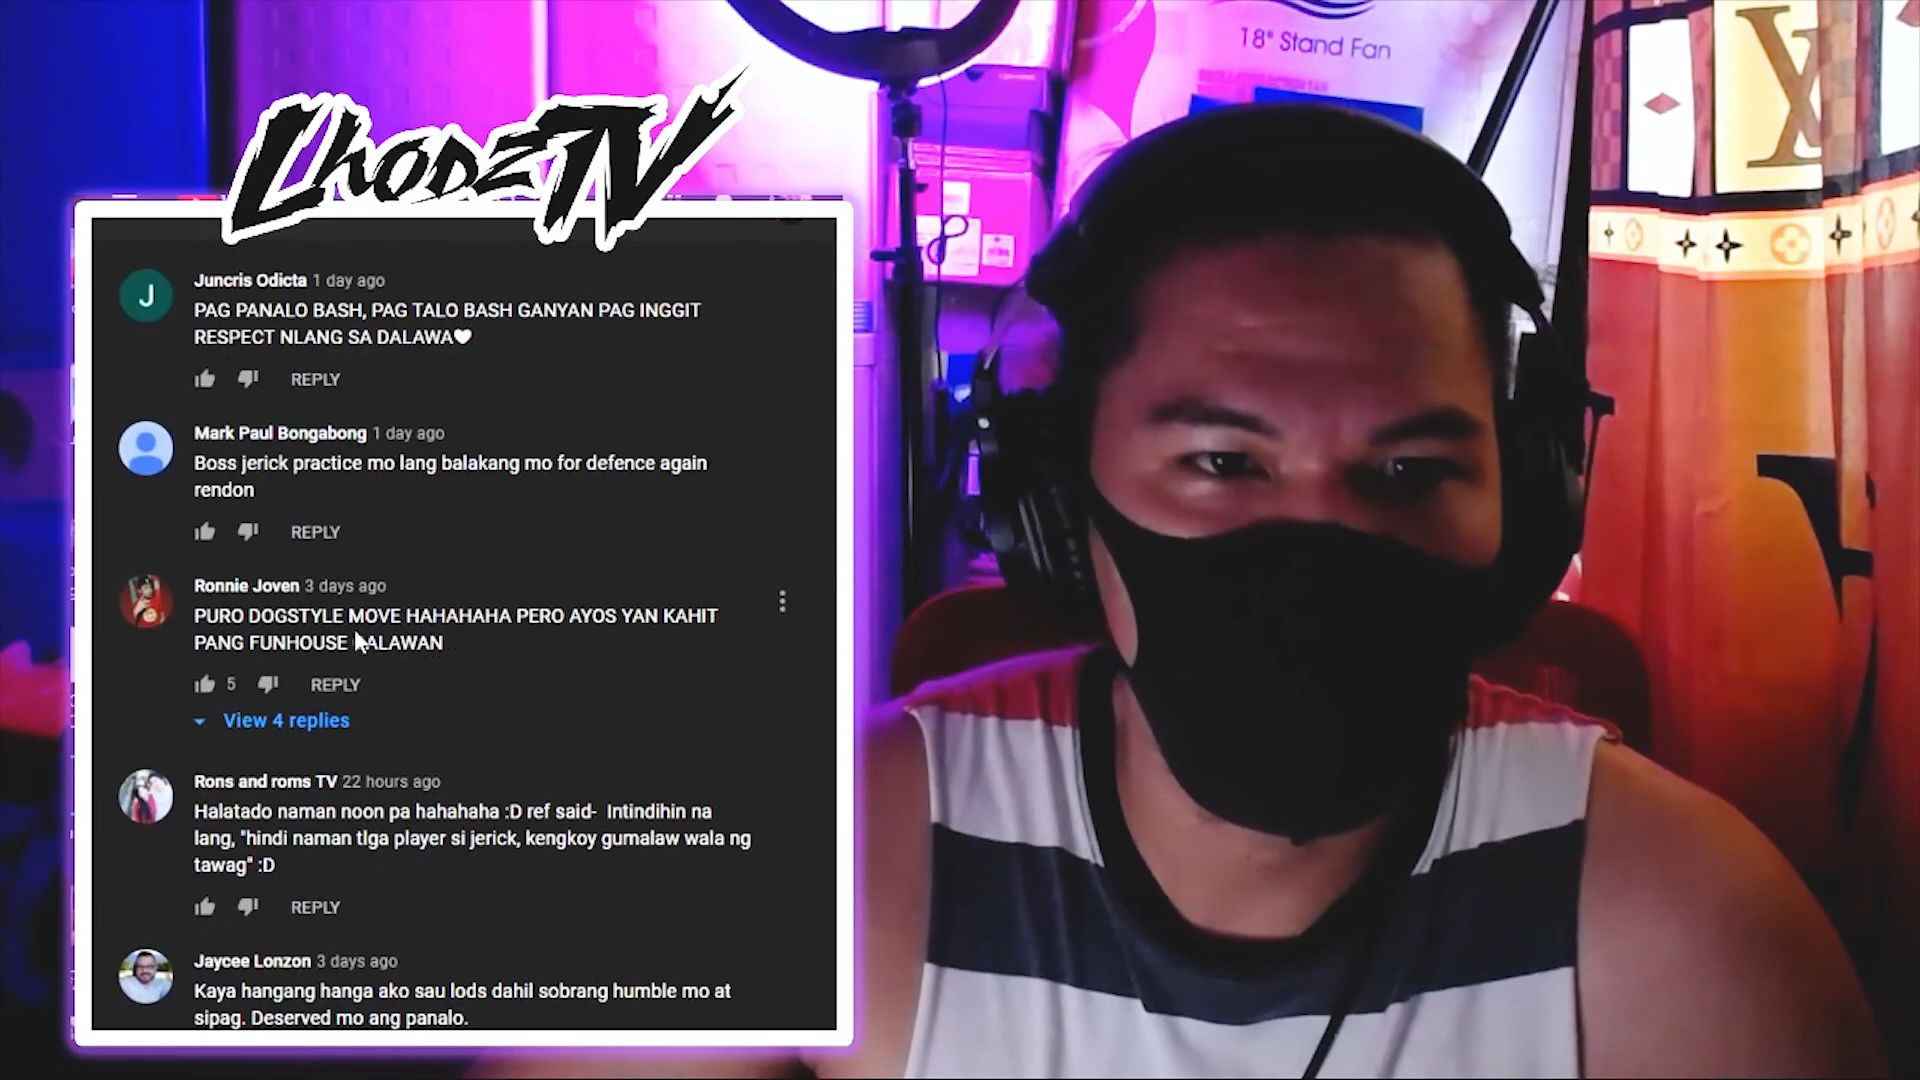 18" Stand Fan
LhodzTV
J
Juncris Odicta 1 day ago
PAG PANALO BASH, PAG TALO BASH GANYAN PAG INGGIT
RESPECT NLANG SA DALAWA🤍
REPLY
Mark Paul Bongabong 1 day ago
Boss jerick practice mo lang balakang mo for defence again
rendon
REPLY
Ronnie Joven 3 days ago
PURO DOGSTYLE MOVE HAHAHAHA PERO AYOS YAN KAHIT
PANG FUNHOUSE GALAWAN
5 REPLY
View 4 replies
Rons and roms TV 22 hours ago
Halatado naman noon pa hahahaha :D ref said- Intindihin na
lang, "hindi naman tlga player si jerick, kengkoy gumalaw wala ng
tawag" :D
REPLY
Jaycee Lonzon 3 days ago
Kaya hangang hanga ako sau lods dahil sobrang humble mo at
sipag. Deserved mo ang panalo.